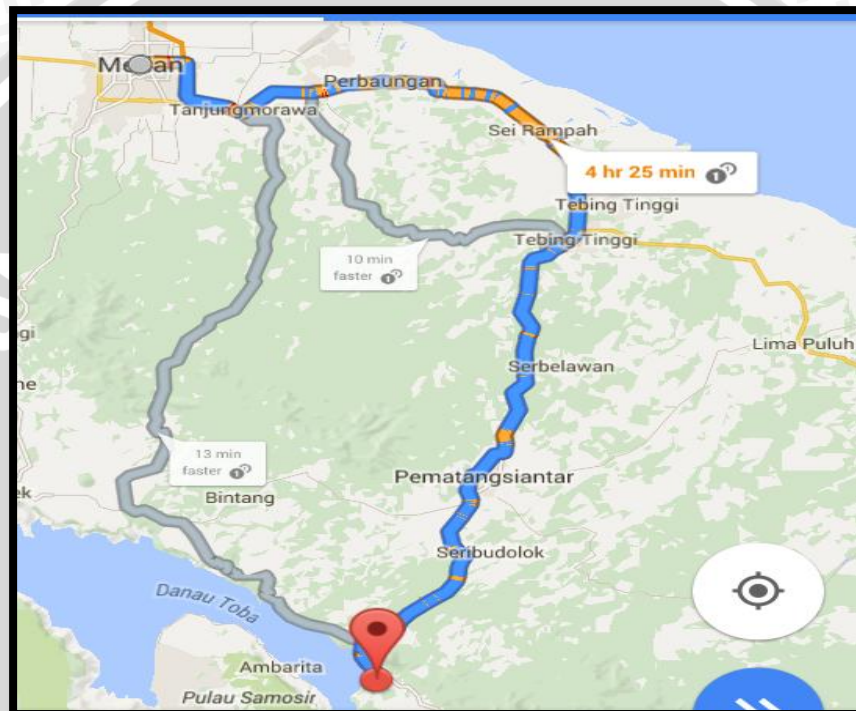 Medan
Perbaungan
Tanjungmorawa
Sei Rampah
4 hr 25 min
Tebing Tinggi
Tebing Tinggi
10 min
faster
Lima Puluh
Serbelawan
13 min
faster
Pematangsiantar
Bintang
Seribudolok
Danau Toba
Ambarita
Pulau Samosir